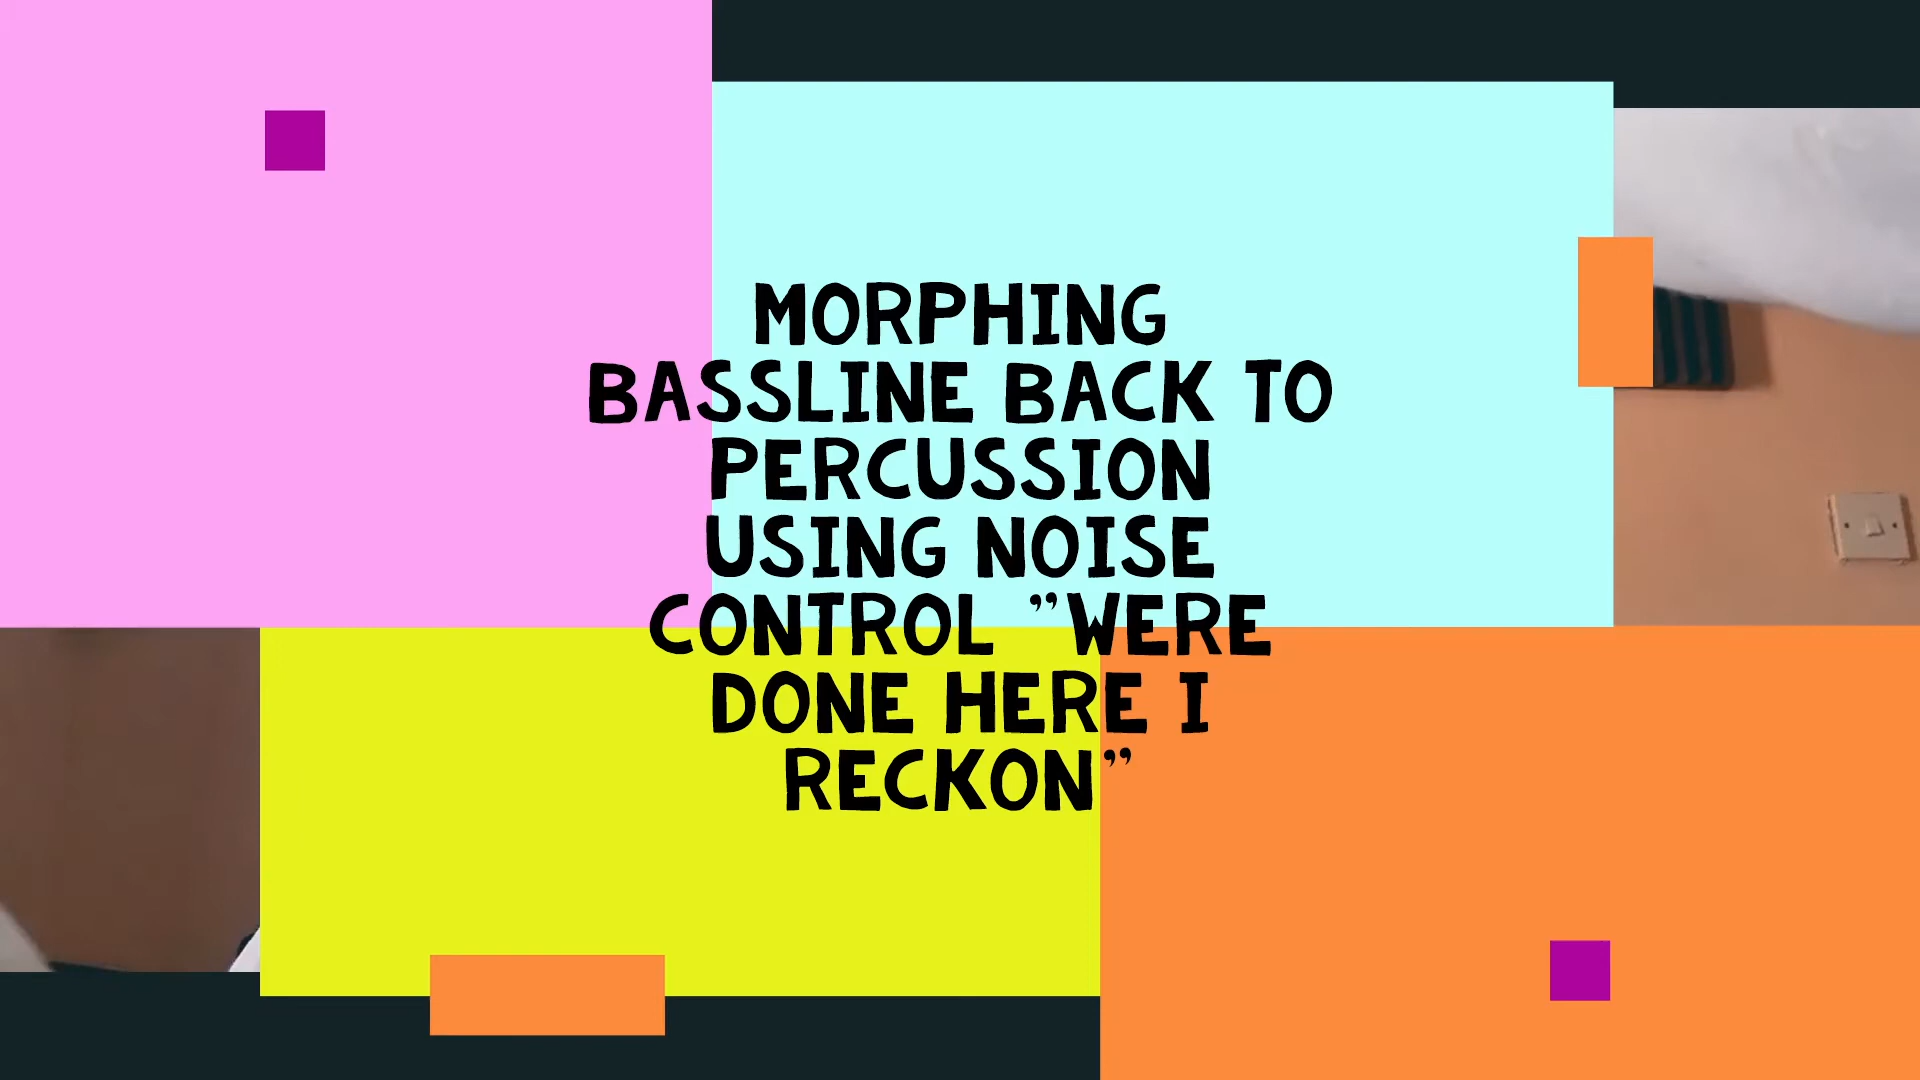 MORPHING
BASSLINE BACK TO
PERCUSSION
USING NOISE
CONTROL ”WERE
DONE HERE I
RECKON”